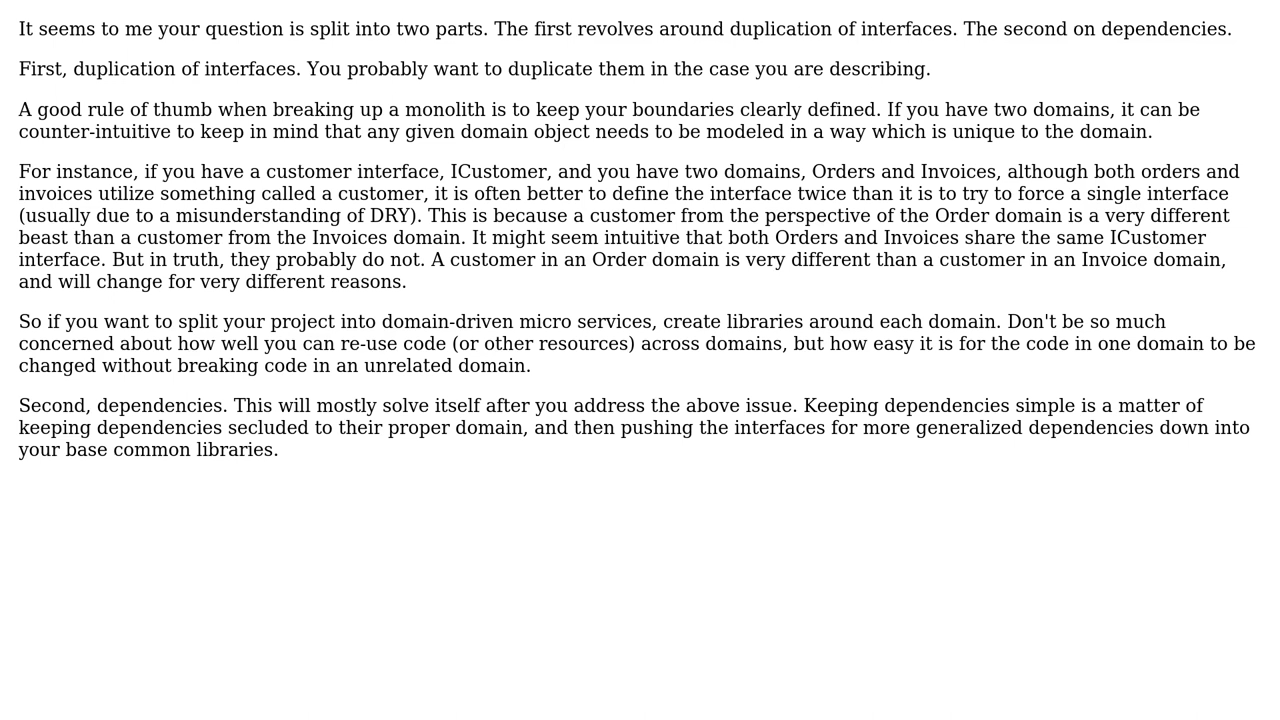 It seems to me your question is split into two parts. The first revolves around duplication of interfaces. The second on dependencies.
First, duplication of interfaces. You probably want to duplicate them in the case you are describing.
A good rule of thumb when breaking up a monolith is to keep your boundaries clearly defined. If you have two domains, it can be
counter-intuitive to keep in mind that any given domain object needs to be modeled in a way which is unique to the domain.
For instance, if you have a customer interface, ICustomer, and you have two domains, Orders and Invoices, although both orders and
invoices utilize something called a customer, it is often better to define the interface twice than it is to try to force a single interface
(usually due to a misunderstanding of DRY). This is because a customer from the perspective of the Order domain is a very different
beast than a customer from the Invoices domain. It might seem intuitive that both Orders and Invoices share the same ICustomer
interface. But in truth, they probably do not. A customer in an Order domain is very different than a customer in an Invoice domain,
and will change for very different reasons.
So if you want to split your project into domain-driven micro services, create libraries around each domain. Don't be so much
concerned about how well you can re-use code (or other resources) across domains, but how easy it is for the code in one domain to be
changed without breaking code in an unrelated domain.
Second, dependencies. This will mostly solve itself after you address the above issue. Keeping dependencies simple is a matter of
keeping dependencies secluded to their proper domain, and then pushing the interfaces for more generalized dependencies down into
your base common libraries.